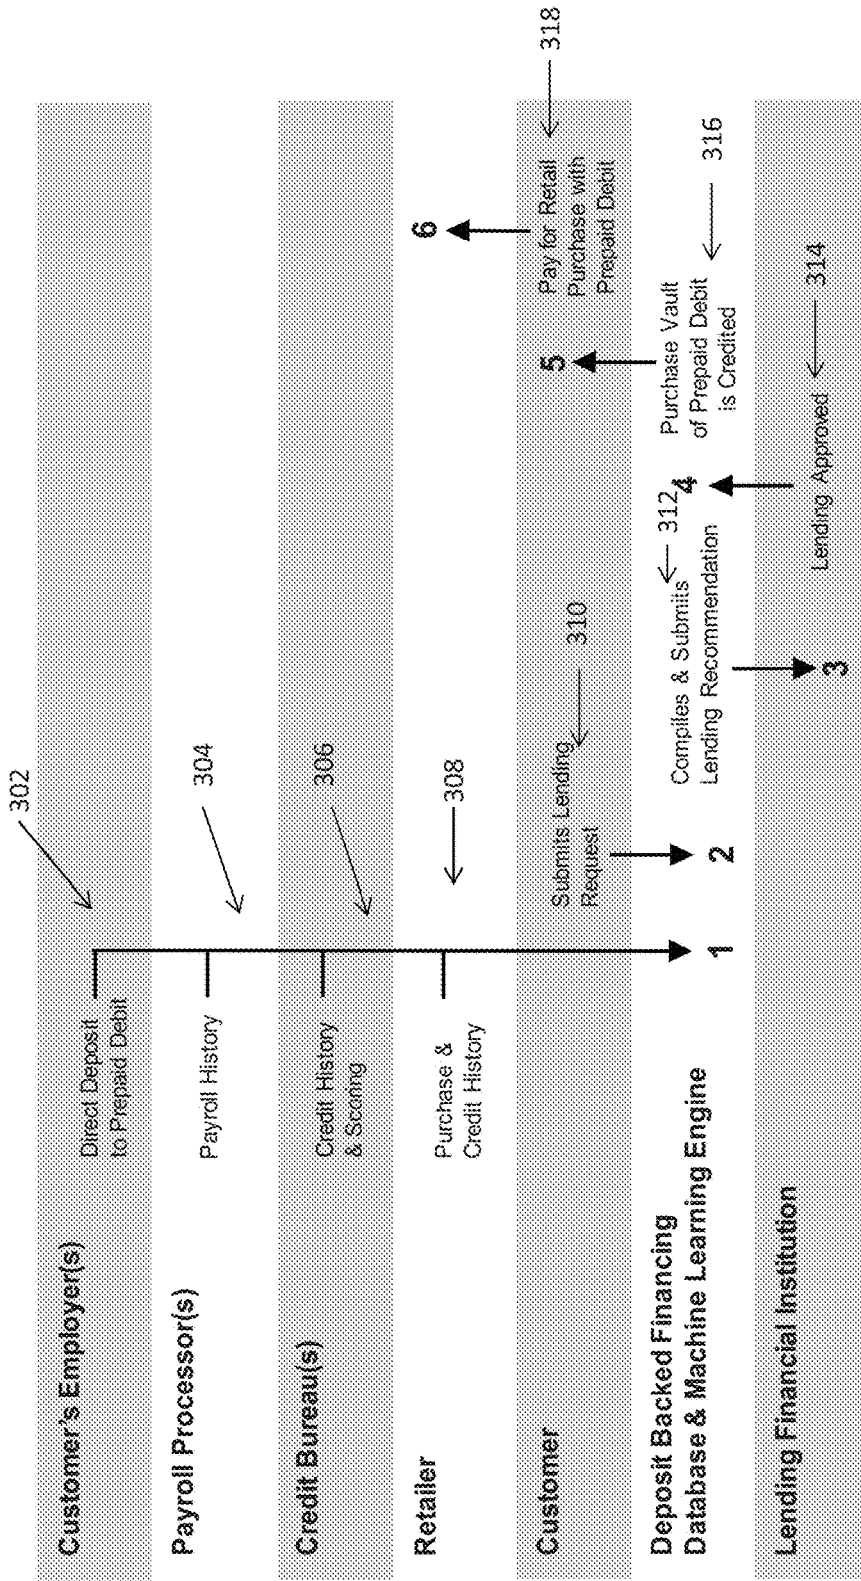 Customer's Employer(s)
Direct Deposit
to Prepaid Debit
302
Payroll Processor(s)
Payroll History
304
Credit Bureau(s)
Credit History
& Scoring
306
Retailer
Purchase &
Credit History
308
6
Customer
Submits Lending
Request
310
5
Pay for Retail
Purchase with
Prepaid Debit
318
Deposit Backed Financing
Database & Machine Learning Engine
1
2
Compiles & Submits
Lending Recommendation
312
4
Purchase Vault
of Prepaid Debit
is Credited
316
Lending Financial Institution
3
Lending Approved
314